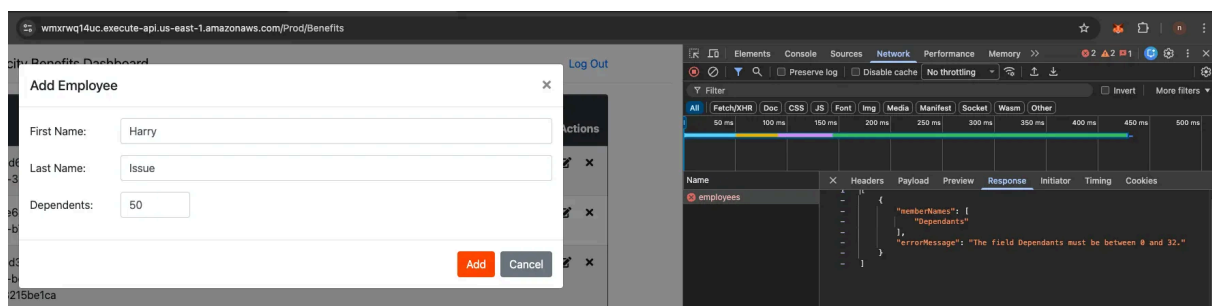 wmxrwq14uc.execute-api.us-east-1.amazonaws.com/Prod/Benefits
n
city Benefits Dashboard
Log Out
Actions
Add Employee
×
First Name:
Harry
Last Name:
Issue
Dependents:
50
Add
Cancel
215be1ca
Elements Console Sources Network Performance Memory >> 2 2 1
Preserve log Disable cache No throttling
Filter
Invert More filters
All Fetch/XHR Doc CSS JS Font Img Media Manifest Socket Wasm Other
50 ms 100 ms 150 ms 200 ms 250 ms 300 ms 350 ms 400 ms 450 ms 500 ms
Name
× Headers Payload Preview Response Initiator Timing Cookies
employees
1 [
- {
- "memberNames": [
- "Dependants"
- ],
- "errorMessage": "The field Dependants must be between 0 and 32."
- }
- ]